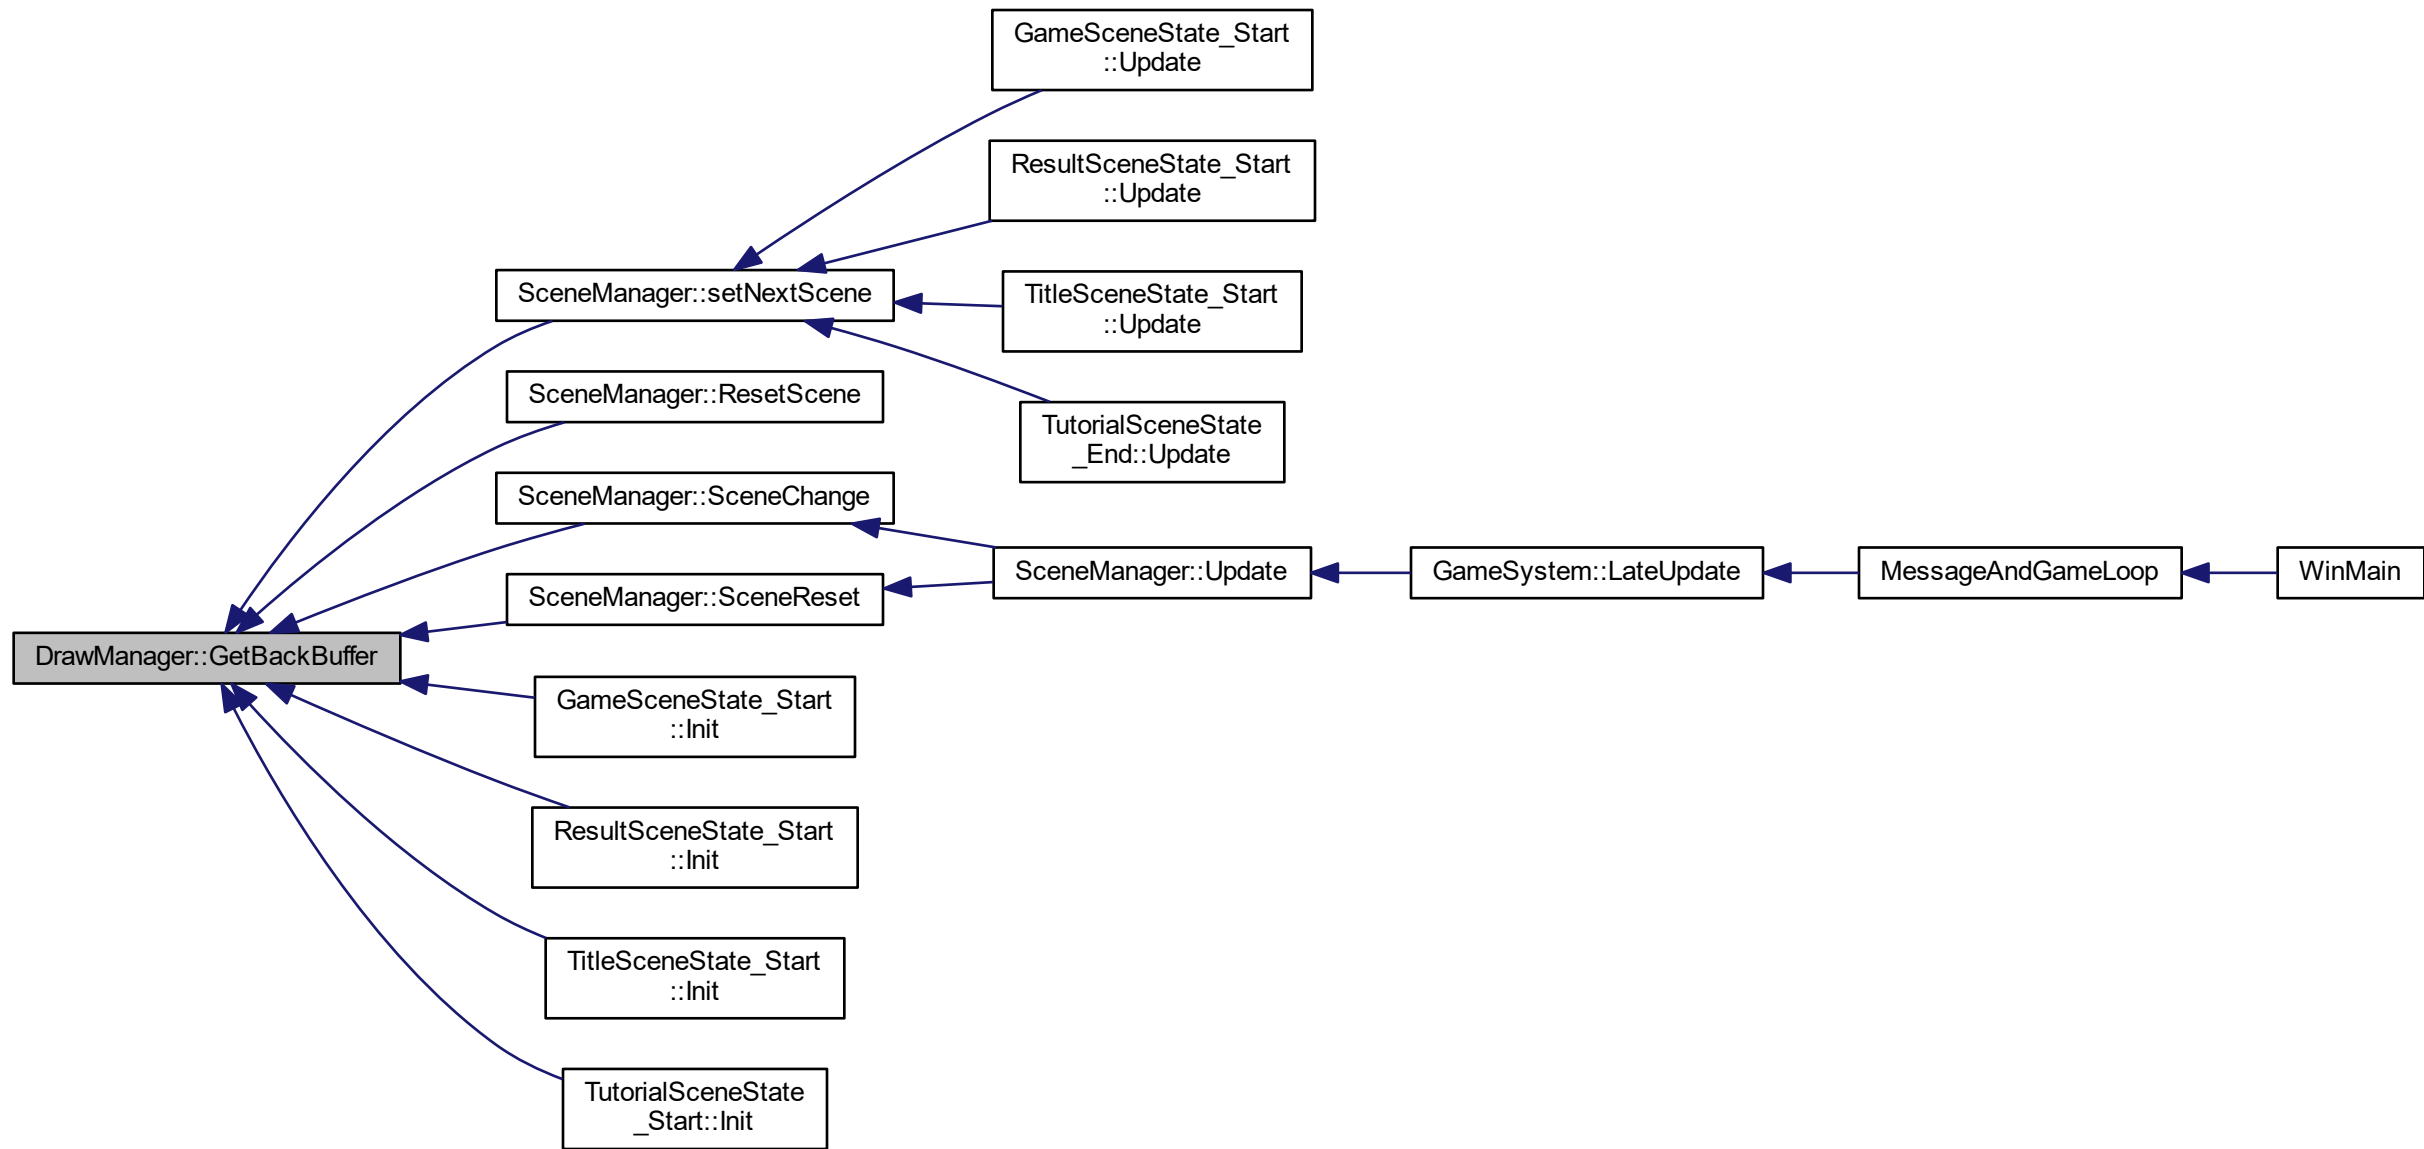 GameSceneState_Start
::Update
ResultSceneState_Start
::Update
SceneManager::setNextScene
TitleSceneState_Start
::Update
SceneManager::ResetScene
TutorialSceneState
_End::Update
SceneManager::SceneChange
SceneManager::Update
GameSystem::LateUpdate
MessageAndGameLoop
WinMain
SceneManager::SceneReset
DrawManager::GetBackBuffer
GameSceneState_Start
::Init
ResultSceneState_Start
::Init
TitleSceneState_Start
::Init
TutorialSceneState
_Start::Init